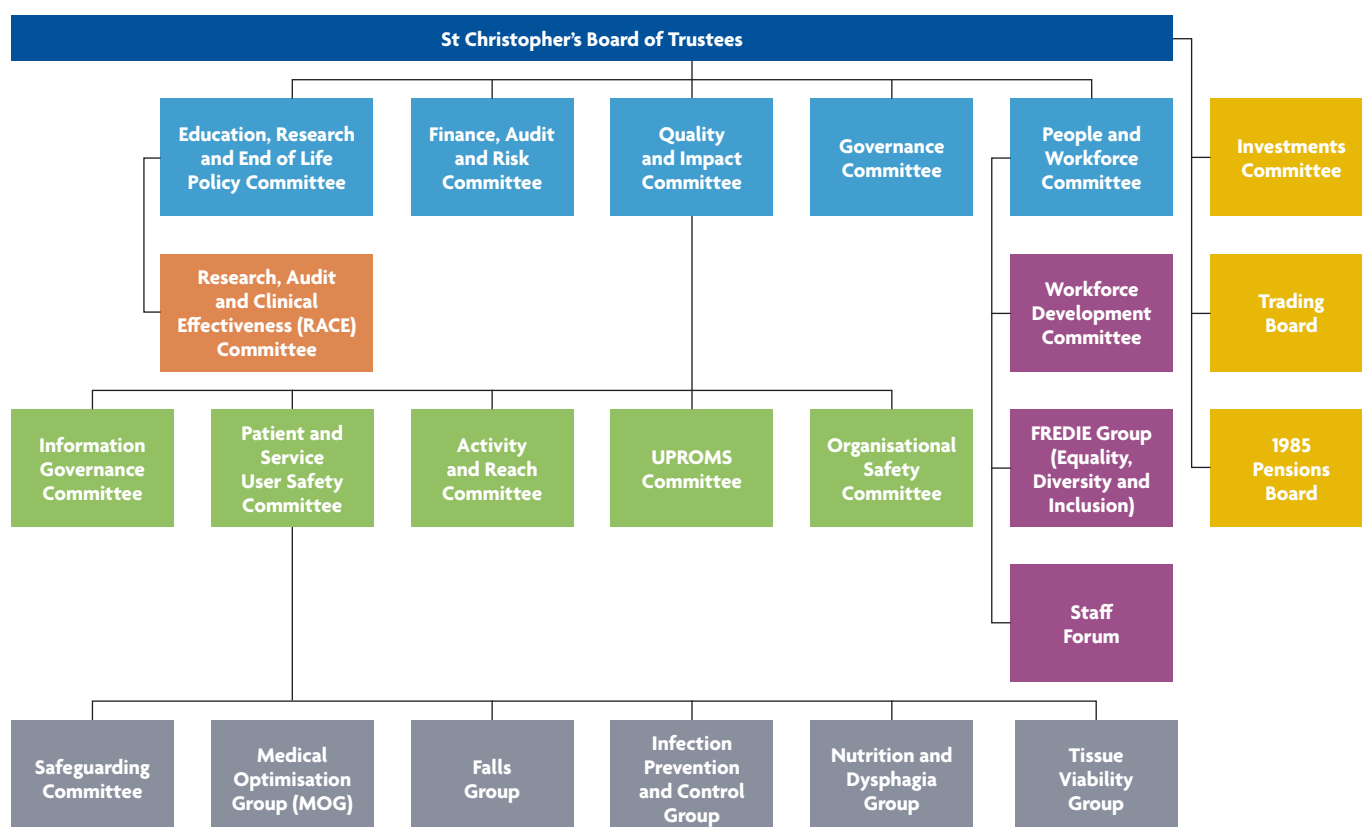 St Christopher’s Board of Trustees
Education, Research
and End of Life
Policy Committee
Finance, Audit
and Risk
Committee
Quality
and Impact
Committee
Governance
Committee
People and
Workforce
Committee
Investments
Committee
Research, Audit
and Clinical
Effectiveness (RACE)
Committee
Workforce
Development
Committee
Trading
Board
Information
Governance
Committee
Patient and
Service
User Safety
Committee
Activity
and Reach
Committee
UPROMS
Committee
Organisational
Safety
Committee
FREDIE Group
(Equality,
Diversity and
Inclusion)
1985
Pensions
Board
Staff
Forum
Safeguarding
Committee
Medical
Optimisation
Group (MOG)
Falls
Group
Infection
Prevention
and Control
Group
Nutrition and
Dysphagia
Group
Tissue
Viability
Group